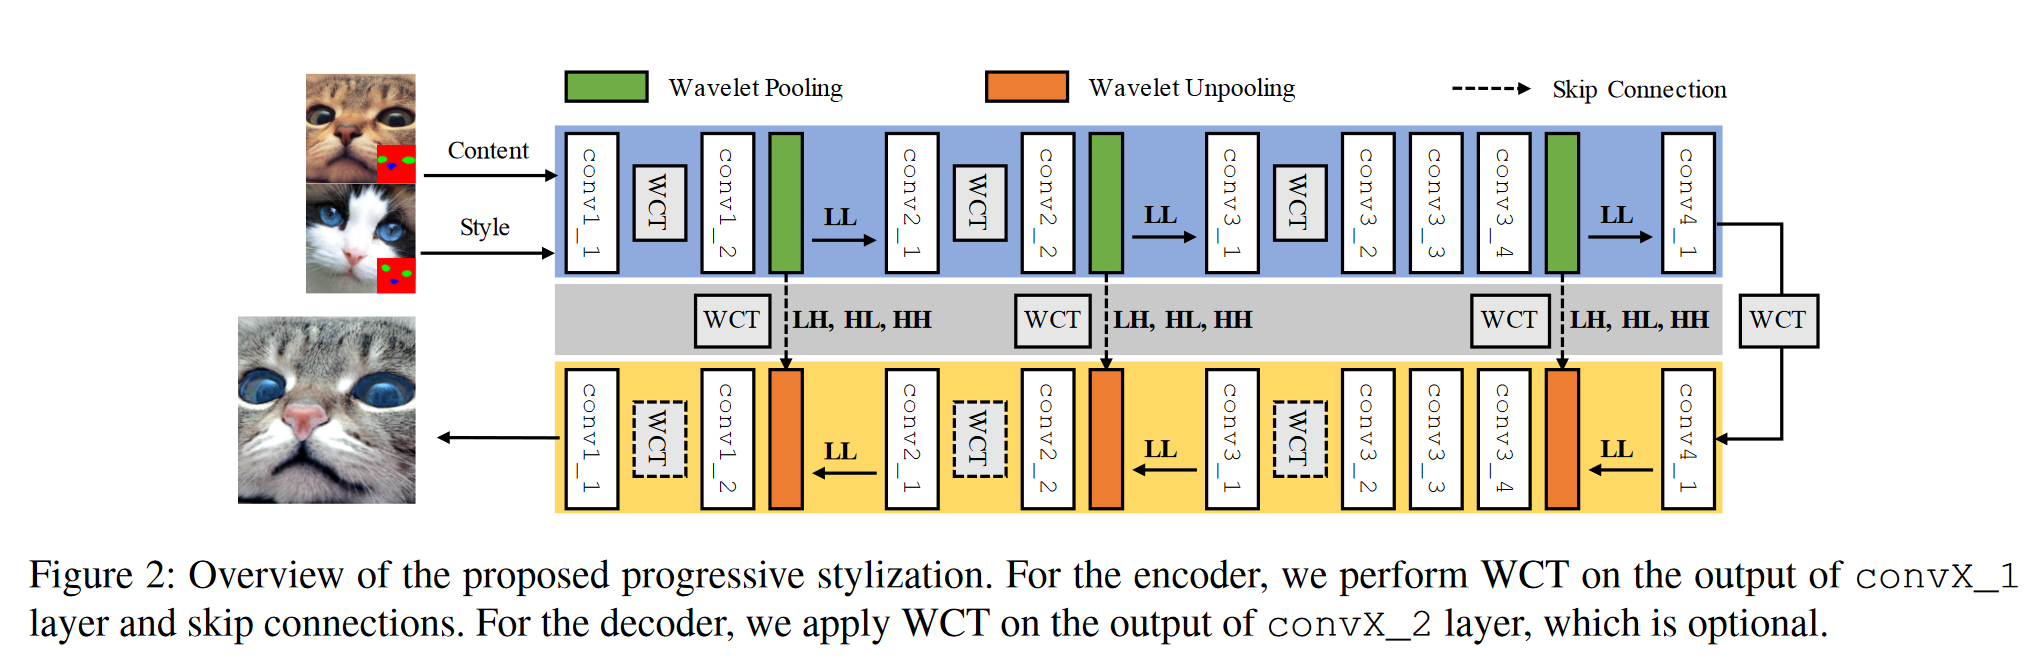 Wavelet Pooling
Wavelet Unpooling
Skip Connection
Content
Style
conv1_1
WCT
conv1_2
LL
conv2_1
WCT
conv2_2
LL
conv3_1
WCT
conv3_2
conv3_3
conv3_4
LL
conv4_1
WCT
LH, HL, HH
WCT
LH, HL, HH
WCT
LH, HL, HH
WCT
conv1_1
WCT
conv1_2
LL
conv2_1
WCT
conv2_2
LL
conv3_1
WCT
conv3_2
conv3_3
conv3_4
LL
conv4_1
Figure 2: Overview of the proposed progressive stylization. For the encoder, we perform WCT on the output of convX_1
layer and skip connections. For the decoder, we apply WCT on the output of convX_2 layer, which is optional.